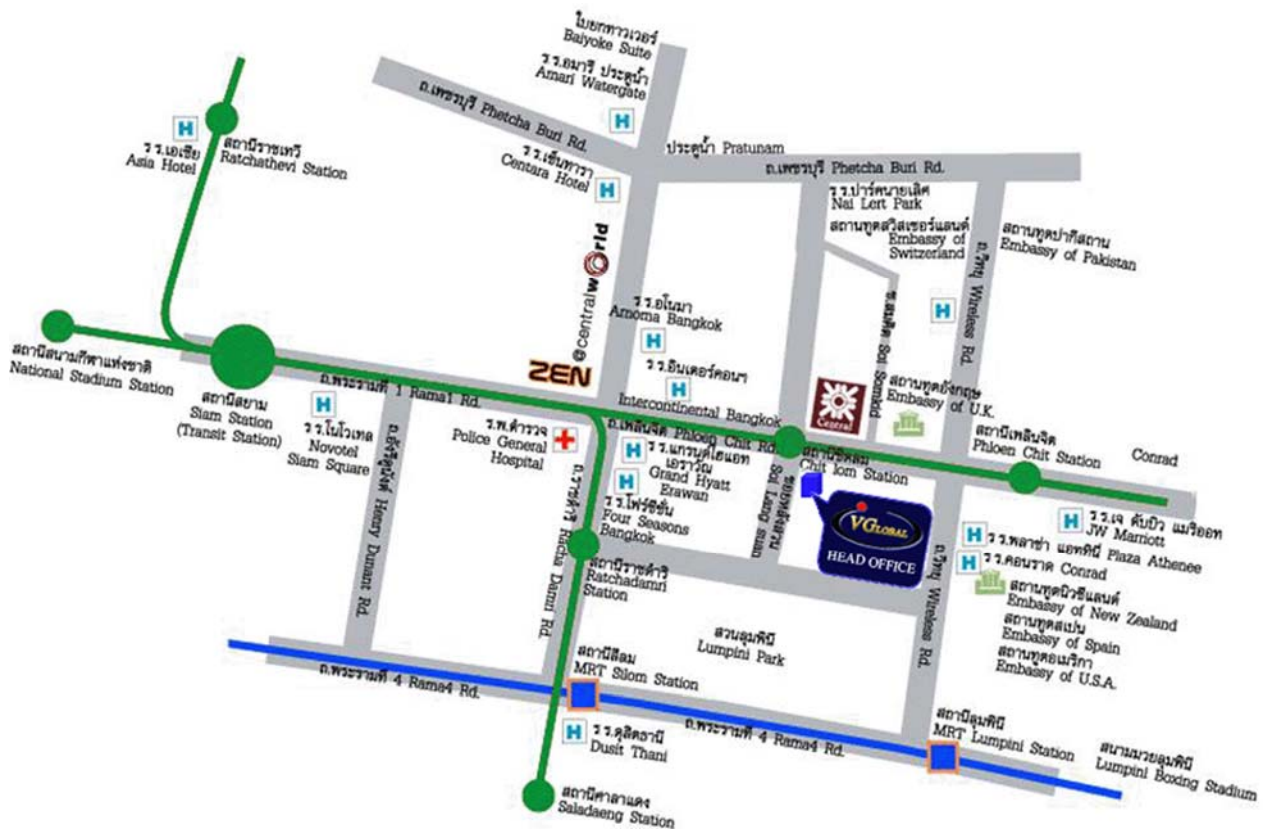 ใบยกทาวเวอร์
Baiyoke Suite
ร.ร.อมารี ประตูน้ำ
Amari Watergate
ถ.เพชรบุรี Phetcha Buri Rd.
ร.ร.เซ็นทารา
Centara Hotel
ประตูน้ำ Pratunam
ถ.เพชรบุรี Phetcha Buri Rd.
ร.ร.เอเชีย
Asia Hotel
สถานีราชเทวี
Ratchathevi Station
ร.ร.ปาร์คนายเลิศ
Nai Lert Park
สถานทูตสวิสเซอร์แลนด์
Embassy of
Switzerland
สถานทูตปากีสถาน
Embassy of Pakistan
ถ.วิทยุ Wireless Rd.
ซ.สมคิด Soi Somkid
ZEN @centralworld
ร.ร.อโนมา
Arnoma Bangkok
ร.ร.อินเตอร์คอนฯ
Intercontinental Bangkok
Central
สถานทูตอังกฤษ
Embassy of U.K.
สถานีสนามกีฬาแห่งชาติ
National Stadium Station
สถานีสยาม
Siam Station
(Transit Station)
ถ.พระรามที่ 1 Rama1 Rd.
ร.ร.โนโวเทล
Novotel
Siam Square
ถ.อังรีดูนังต์ Henry Dunant Rd.
ร.พ.ตำรวจ
Police General
Hospital
ถ.เพลินจิต Phloen Chit Rd.
ร.ร.แกรนด์ไฮแอท
เอราวัณ
Grand Hyatt
Erawan
ร.ร.โฟร์ซีซั่น
Four Seasons
Bangkok
สถานีชิดลม
Chit lom Station
ซอยหลังสวน
Soi Lang suan
สถานีเพลินจิต
Phloen Chit Station
Conrad
VGLOBAL
HEAD OFFICE
ร.ร.เจ ดับบิว แมริออท
JW Marriott
ร.ร.พลาซ่า แอททินี Plaza Athenee
ร.ร.คอนราด Conrad
สถานทูตนิวซีแลนด์
Embassy of New Zealand
สถานทูตสเปน
Embassy of Spain
สถานทูตอเมริกา
Embassy of U.S.A.
ถ.วิทยุ Wireless Rd.
ถ.ราชดำริ Racha Damri Rd.
สถานีราชดำริ
Ratchadamri
Station
สวนลุมพินี
Lumpini Park
ถ.พระรามที่ 4 Rama4 Rd.
สถานีสีลม
MRT Silom Station
ถ.พระรามที่ 4 Rama4 Rd.
สถานีลุมพินี
MRT Lumpini Station
สนามมวยลุมพินี
Lumpini Boxing Stadium
ร.ร.ดุสิตธานี
Dusit Thani
สถานีศาลาแดง
Saladaeng Station
H
H
H
H
H
H
H
H
H
H
H
H
H